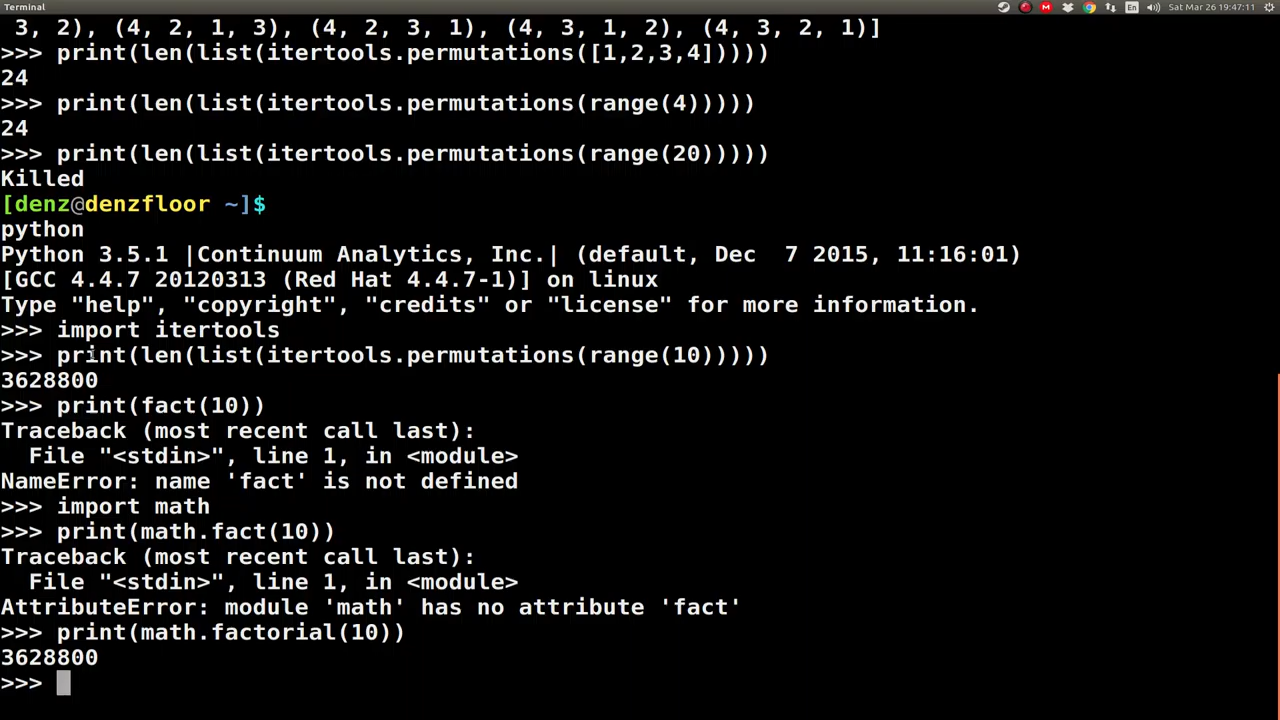 Terminal
En
Sat Mar 26 19:47:11
3, 2), (4, 2, 1, 3), (4, 2, 3, 1), (4, 3, 1, 2), (4, 3, 2, 1)]
>>> print(len(list(itertools.permutations([1,2,3,4]))))
24
>>> print(len(list(itertools.permutations(range(4)))))
24
>>> print(len(list(itertools.permutations(range(20)))))
Killed
[denz@denzfloor ~]$
python
Python 3.5.1 |Continuum Analytics, Inc.| (default, Dec  7 2015, 11:16:01)
[GCC 4.4.7 20120313 (Red Hat 4.4.7-1)] on linux
Type "help", "copyright", "credits" or "license" for more information.
>>> import itertools
>>> print(len(list(itertools.permutations(range(10)))))
3628800
>>> print(fact(10))
Traceback (most recent call last):
  File "<stdin>", line 1, in <module>
NameError: name 'fact' is not defined
>>> import math
>>> print(math.fact(10))
Traceback (most recent call last):
  File "<stdin>", line 1, in <module>
AttributeError: module 'math' has no attribute 'fact'
>>> print(math.factorial(10))
3628800
>>>